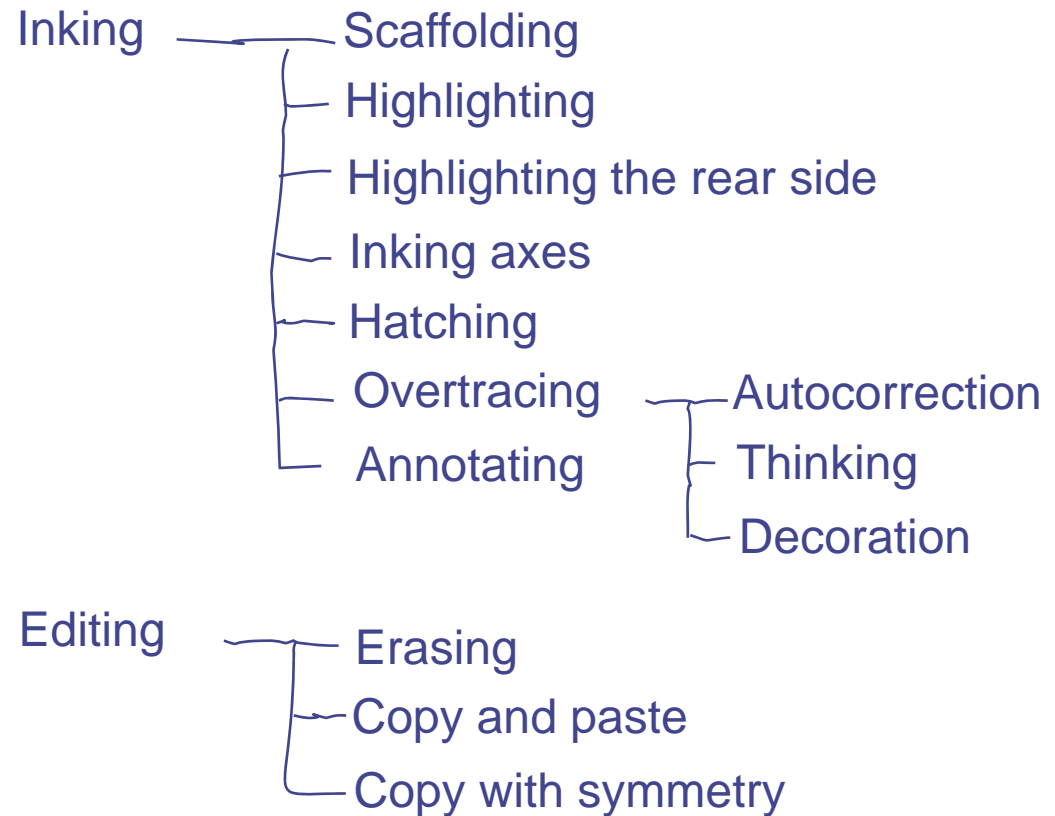 Inking Scaffolding
Highlighting
Highlighting the rear side
Inking axes
Hatching
Overtracing Autocorrection
Annotating Thinking
Decoration
Editing Erasing
Copy and paste
Copy with symmetry